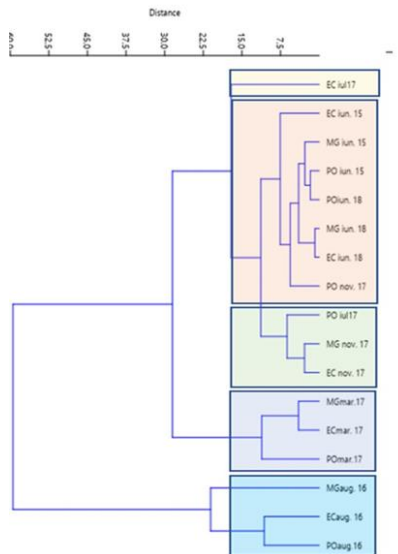 Distance
52.5 45.0 37.5 30.0 22.5 15.0 7.5
EC iul17
EC iun. 15
MG iun. 15
PO iun. 15
POiun. 18
MG iun. 18
EC iun. 18
PO nov. 17
PO iul17
MG nov. 17
EC nov. 17
MGmar.17
ECmar. 17
POmar.17
MGaug. 16
ECaug. 16
POaug.16